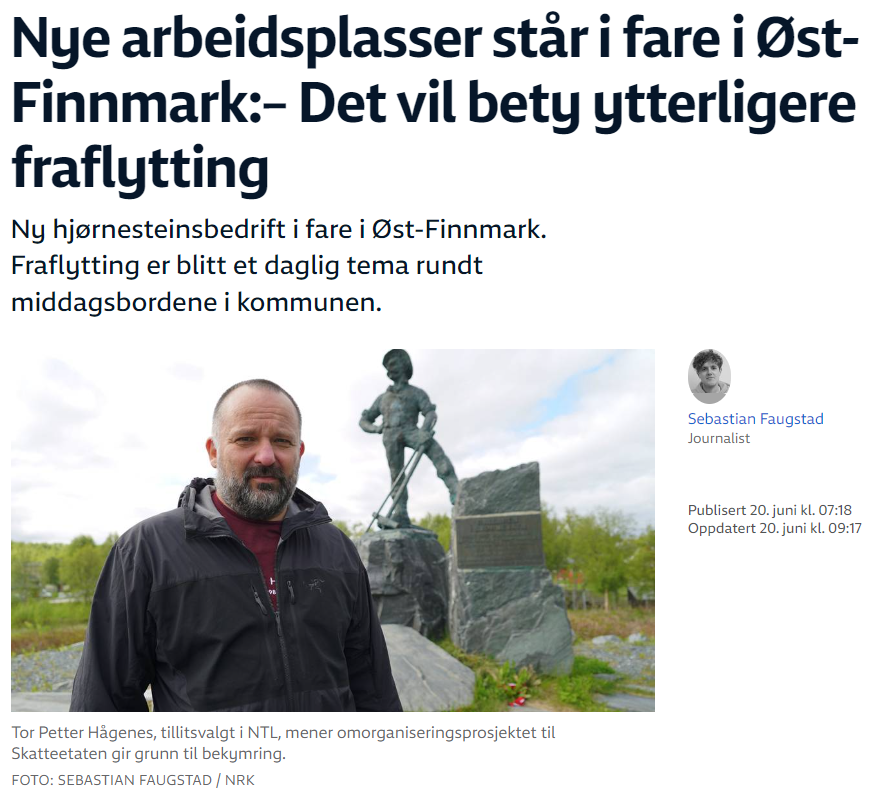 Nye arbeidsplasser står i fare i Øst-
Finnmark:– Det vil bety ytterligere
fraflytting
Ny hjørnesteinsbedrift i fare i Øst-Finnmark.
Fraflytting er blitt et daglig tema rundt
middagsbordene i kommunen.
Sebastian Faugstad
Journalist
Publisert 20. juni kl. 07:18
Oppdatert 20. juni kl. 09:17
Tor Petter Hågenes, tillitsvalgt i NTL, mener omorganiseringsprosjektet til
Skatteetaten gir grunn til bekymring.
FOTO: SEBASTIAN FAUGSTAD / NRK